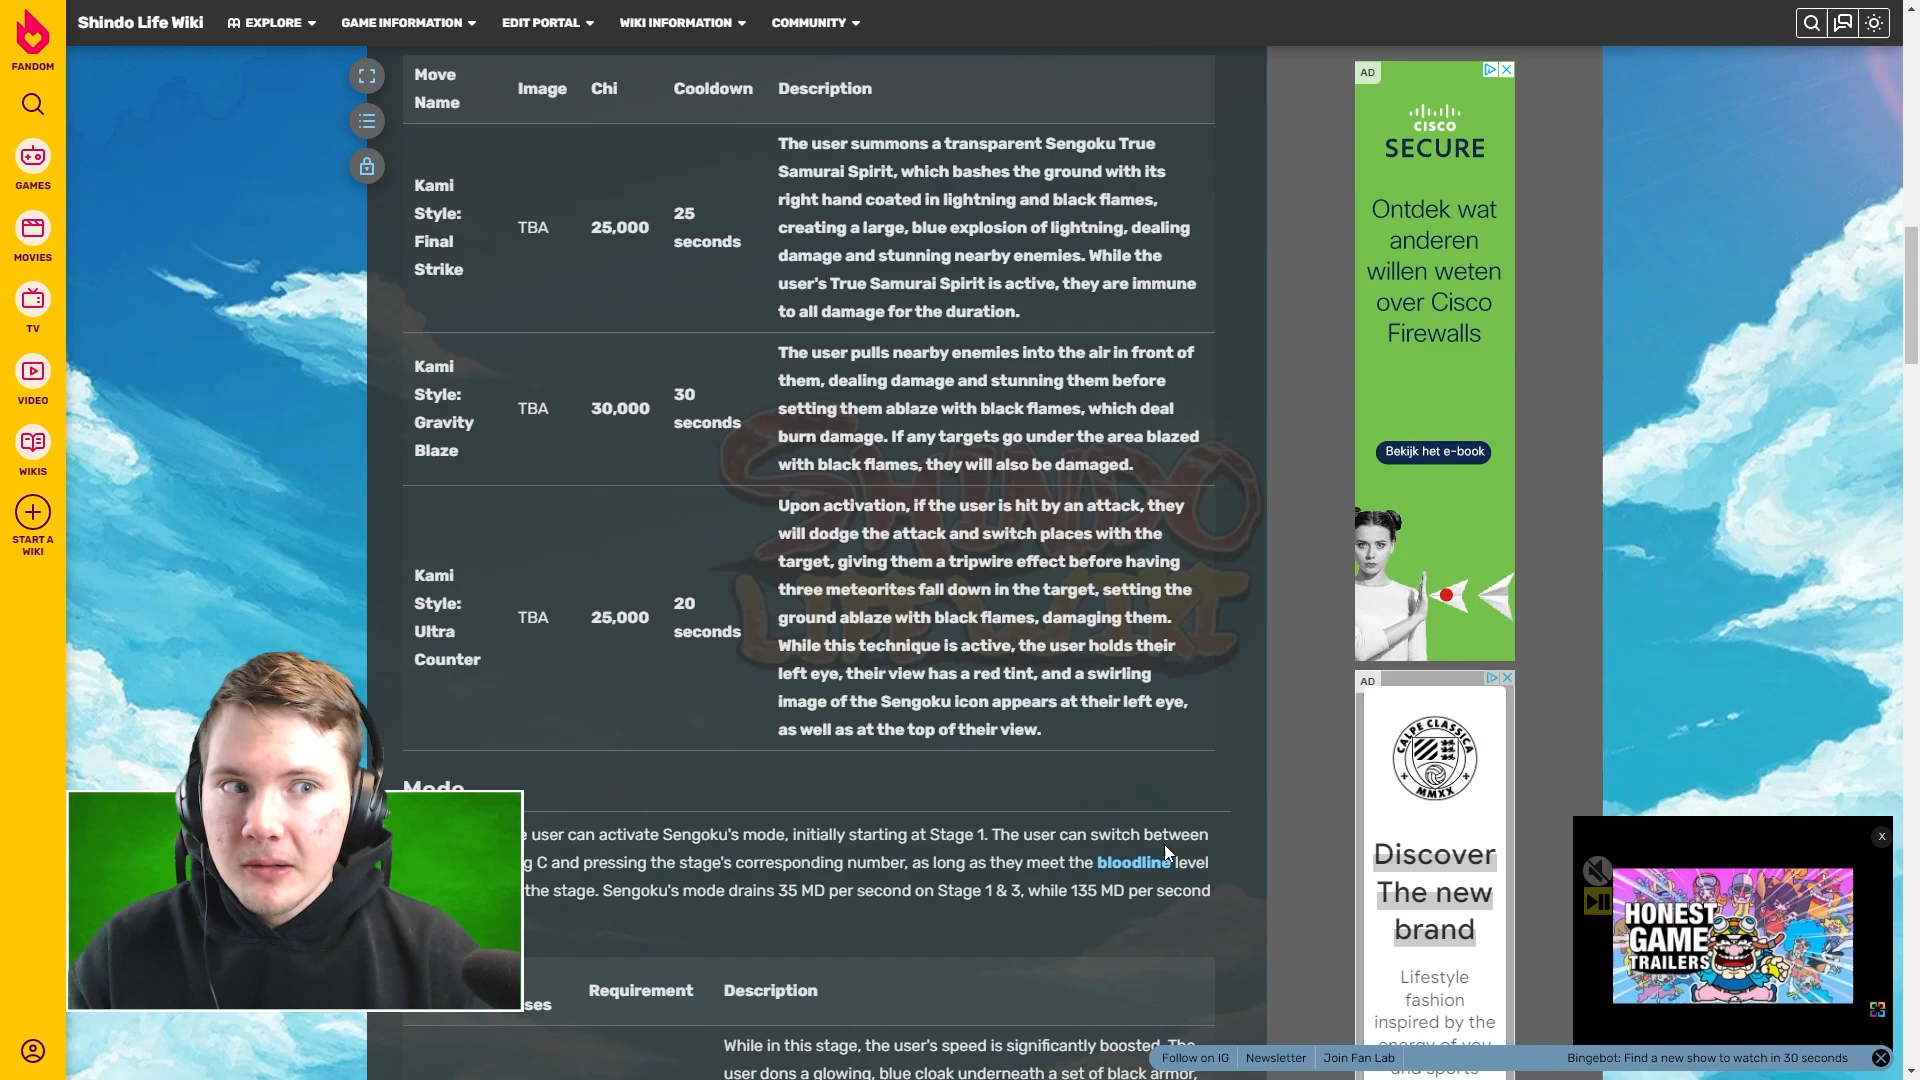 Shindo Life Wiki
EXPLORE
GAME INFORMATION
EDIT PORTAL
WIKI INFORMATION
COMMUNITY
FANDOM
GAMES
MOVIES
TV
VIDEO
WIKIS
START A
WIKI
Move
Name
Image
Chi
Cooldown
Description
Kami
Style:
Final
Strike
TBA
25,000
25
seconds
The user summons a transparent Sengoku True
Samurai Spirit, which bashes the ground with its
right hand coated in lightning and black flames,
creating a large, blue explosion of lightning, dealing
damage and stunning nearby enemies. While the
user's True Samurai Spirit is active, they are immune
to all damage for the duration.
Kami
Style:
Gravity
Blaze
TBA
30,000
30
seconds
The user pulls nearby enemies into the air in front of
them, dealing damage and stunning them before
setting them ablaze with black flames, which deal
burn damage. If any targets go under the area blazed
with black flames, they will also be damaged.
Kami
Style:
Ultra
Counter
TBA
25,000
20
seconds
Upon activation, if the user is hit by an attack, they
will dodge the attack and switch places with the
target, giving them a tripwire effect before having
three meteorites fall down in the target, setting the
ground ablaze with black flames, damaging them.
While this technique is active, the user holds their
left eye, their view has a red tint, and a swirling
image of the Sengoku icon appears at their left eye,
as well as at the top of their view.
SHINDO
LIFE WIKI
Mode
e user can activate Sengoku's mode, initially starting at Stage 1. The user can switch between
g C and pressing the stage's corresponding number, as long as they meet the bloodline level
the stage. Sengoku's mode drains 35 MD per second on Stage 1 & 3, while 135 MD per second
ses
Requirement
Description
While in this stage, the user's speed is significantly boosted. The
user dons a glowing, blue cloak underneath a set of black armor,
AD
CISCO
SECURE
Ontdek wat
anderen
willen weten
over Cisco
Firewalls
Bekijk het e-book
AD
CALPE CLASSICA
MMXX
Discover
The new
brand
Lifestyle
fashion
inspired by the
energy of you
and sports
X
HONEST
GAME
TRAILERS
Follow on IG
Newsletter
Join Fan Lab
Bingebot: Find a new show to watch in 30 seconds